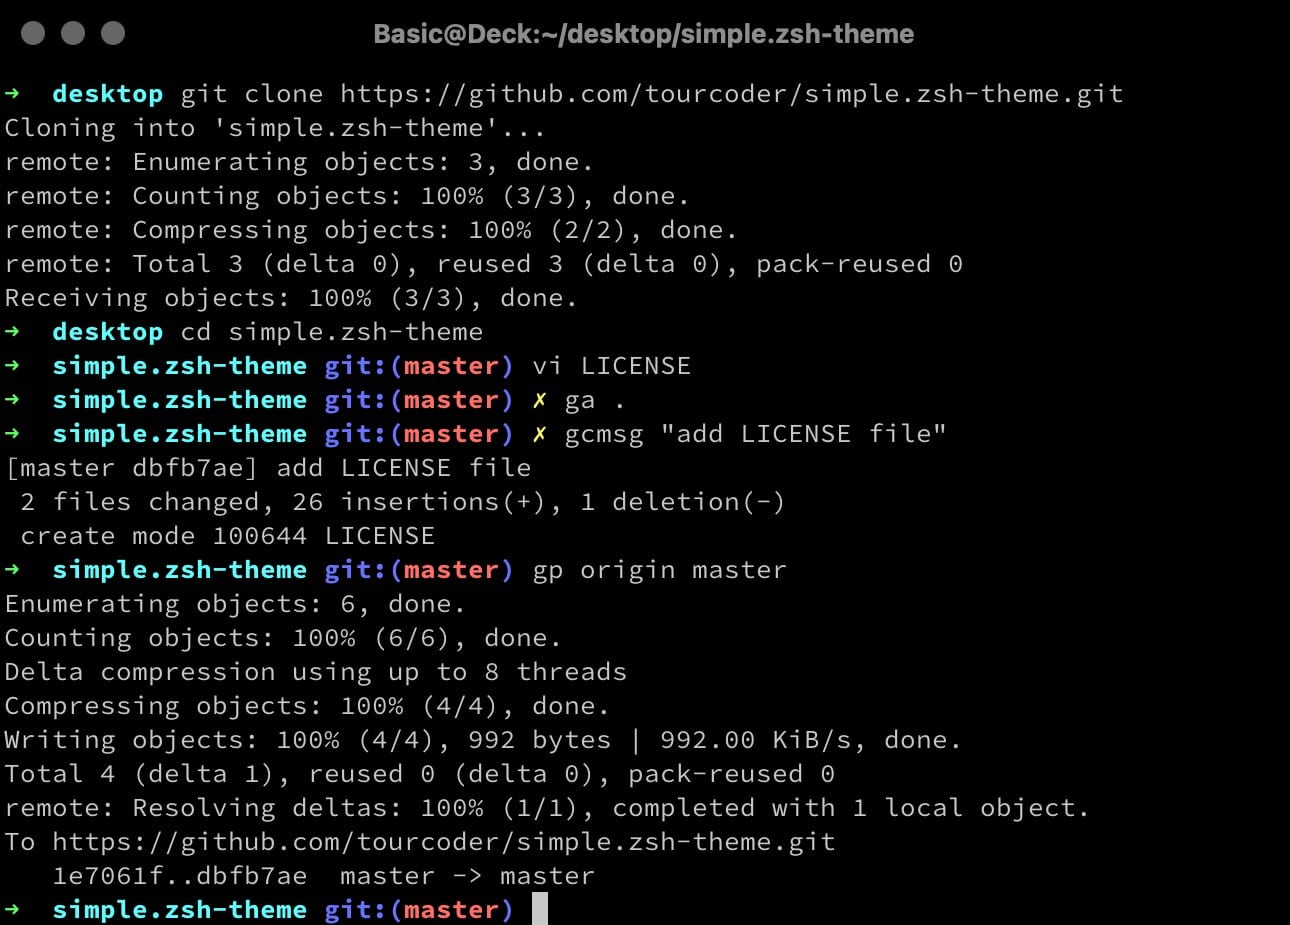 Basic@Deck:~/desktop/simple.zsh-theme
→ desktop git clone https://github.com/tourcoder/simple.zsh-theme.git
Cloning into 'simple.zsh-theme'...
remote: Enumerating objects: 3, done.
remote: Counting objects: 100% (3/3), done.
remote: Compressing objects: 100% (2/2), done.
remote: Total 3 (delta 0), reused 3 (delta 0), pack-reused 0
Receiving objects: 100% (3/3), done.
→ desktop cd simple.zsh-theme
→ simple.zsh-theme git:(master) vi LICENSE
→ simple.zsh-theme git:(master) ✗ ga .
→ simple.zsh-theme git:(master) ✗ gcmsg "add LICENSE file"
[master dbfb7ae] add LICENSE file
 2 files changed, 26 insertions(+), 1 deletion(-)
 create mode 100644 LICENSE
→ simple.zsh-theme git:(master) gp origin master
Enumerating objects: 6, done.
Counting objects: 100% (6/6), done.
Delta compression using up to 8 threads
Compressing objects: 100% (4/4), done.
Writing objects: 100% (4/4), 992 bytes | 992.00 KiB/s, done.
Total 4 (delta 1), reused 0 (delta 0), pack-reused 0
remote: Resolving deltas: 100% (1/1), completed with 1 local object.
To https://github.com/tourcoder/simple.zsh-theme.git
   1e7061f..dbfb7ae  master -> master
→ simple.zsh-theme git:(master)